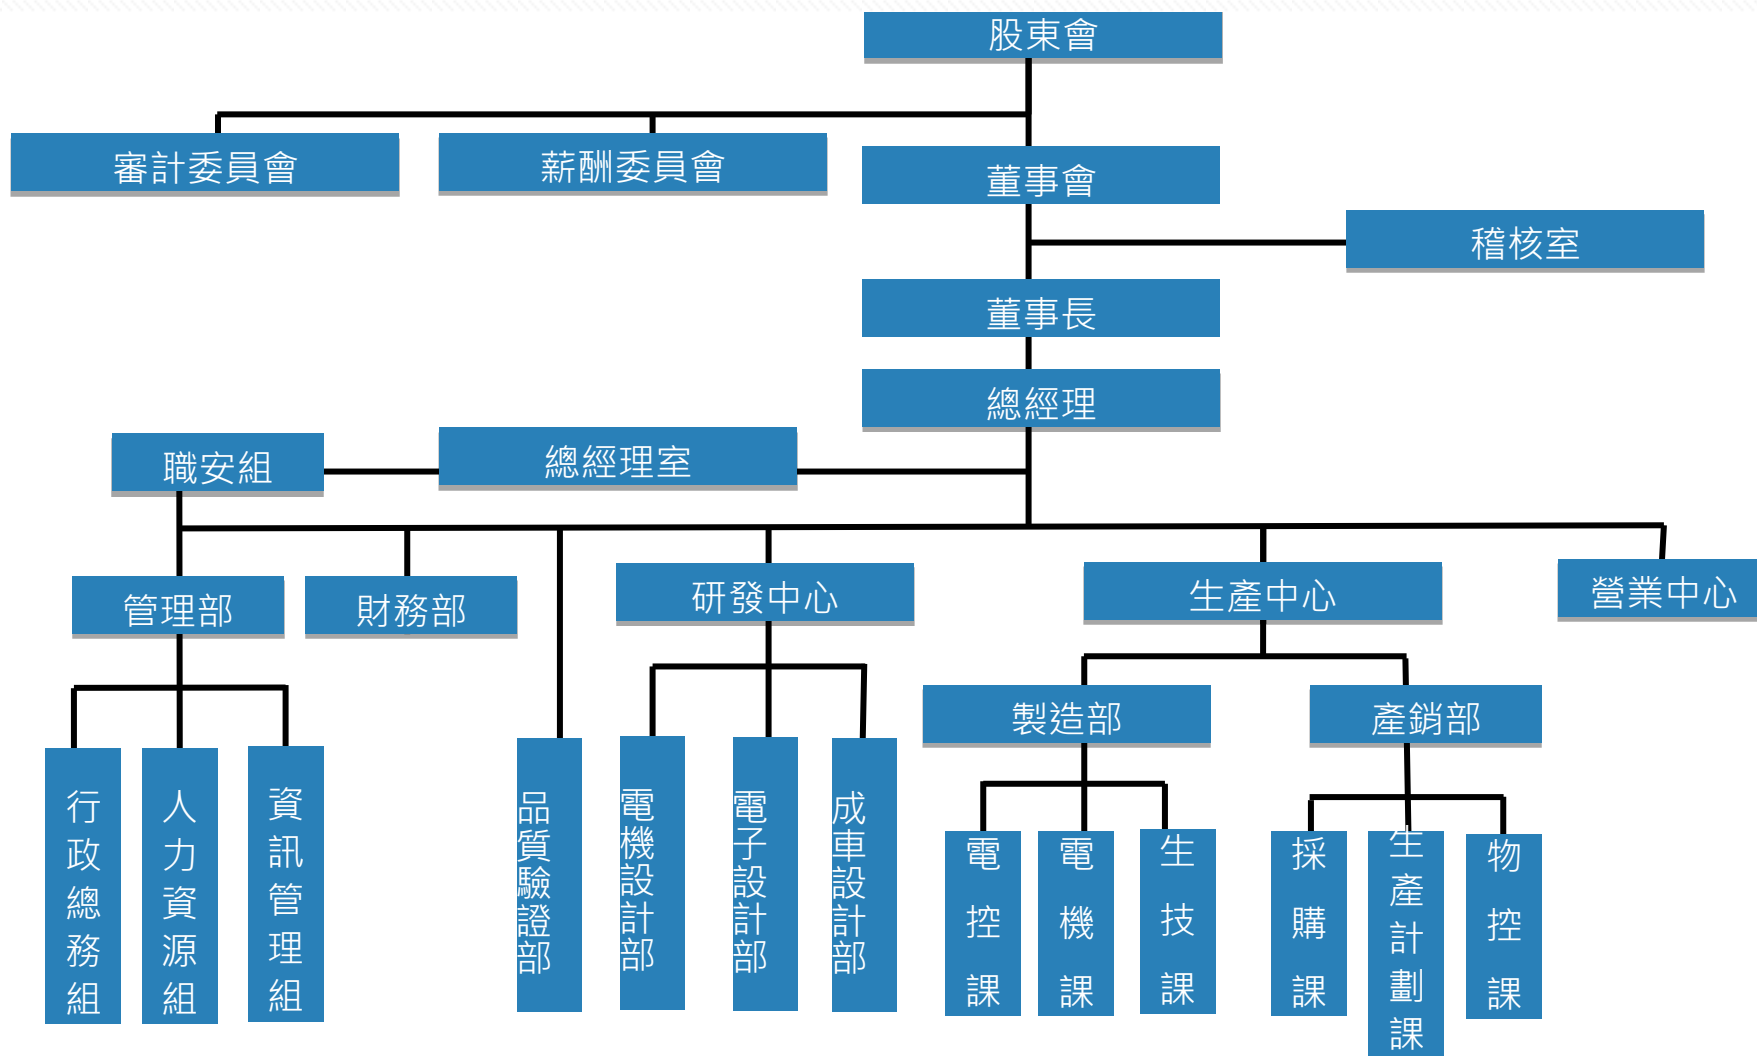 股東會
審計委員會
薪酬委員會
董事會
稽核室
董事長
總經理
職安組
總經理室
管理部
財務部
研發中心
生產中心
營業中心
製造部
產銷部
行政總務組
人力資源組
資訊管理組
品質驗證部
電機設計部
電子設計部
成車設計部
電控課
電機課
生技課
採購課
生產計劃課
物控課